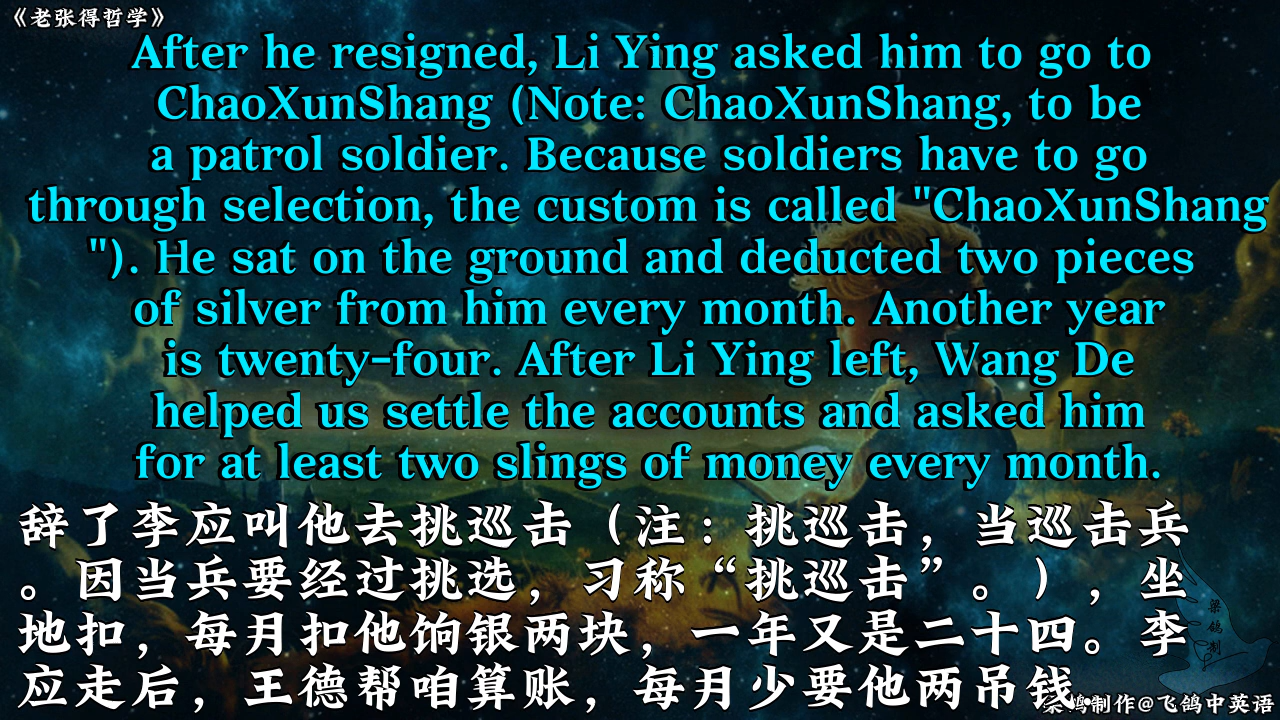 《老张得哲学》
After he resigned, Li Ying asked him to go to
ChaoXunShang (Note: ChaoXunShang, to be
a patrol soldier. Because soldiers have to go
through selection, the custom is called "ChaoXunShang
"). He sat on the ground and deducted two pieces
of silver from him every month. Another year
is twenty-four. After Li Ying left, Wang De
helped us settle the accounts and asked him
for at least two slings of money every month.
辞了李应叫他去挑巡击（注：挑巡击，当巡击兵
。因当兵要经过挑选，习称“挑巡击”。），坐
地扣，每月扣他饷银两块，一年又是二十四。李
应走后，王德帮咱算账，每月少要他两吊钱.
梁鸽制
梁鸽制作@飞鸽中英语